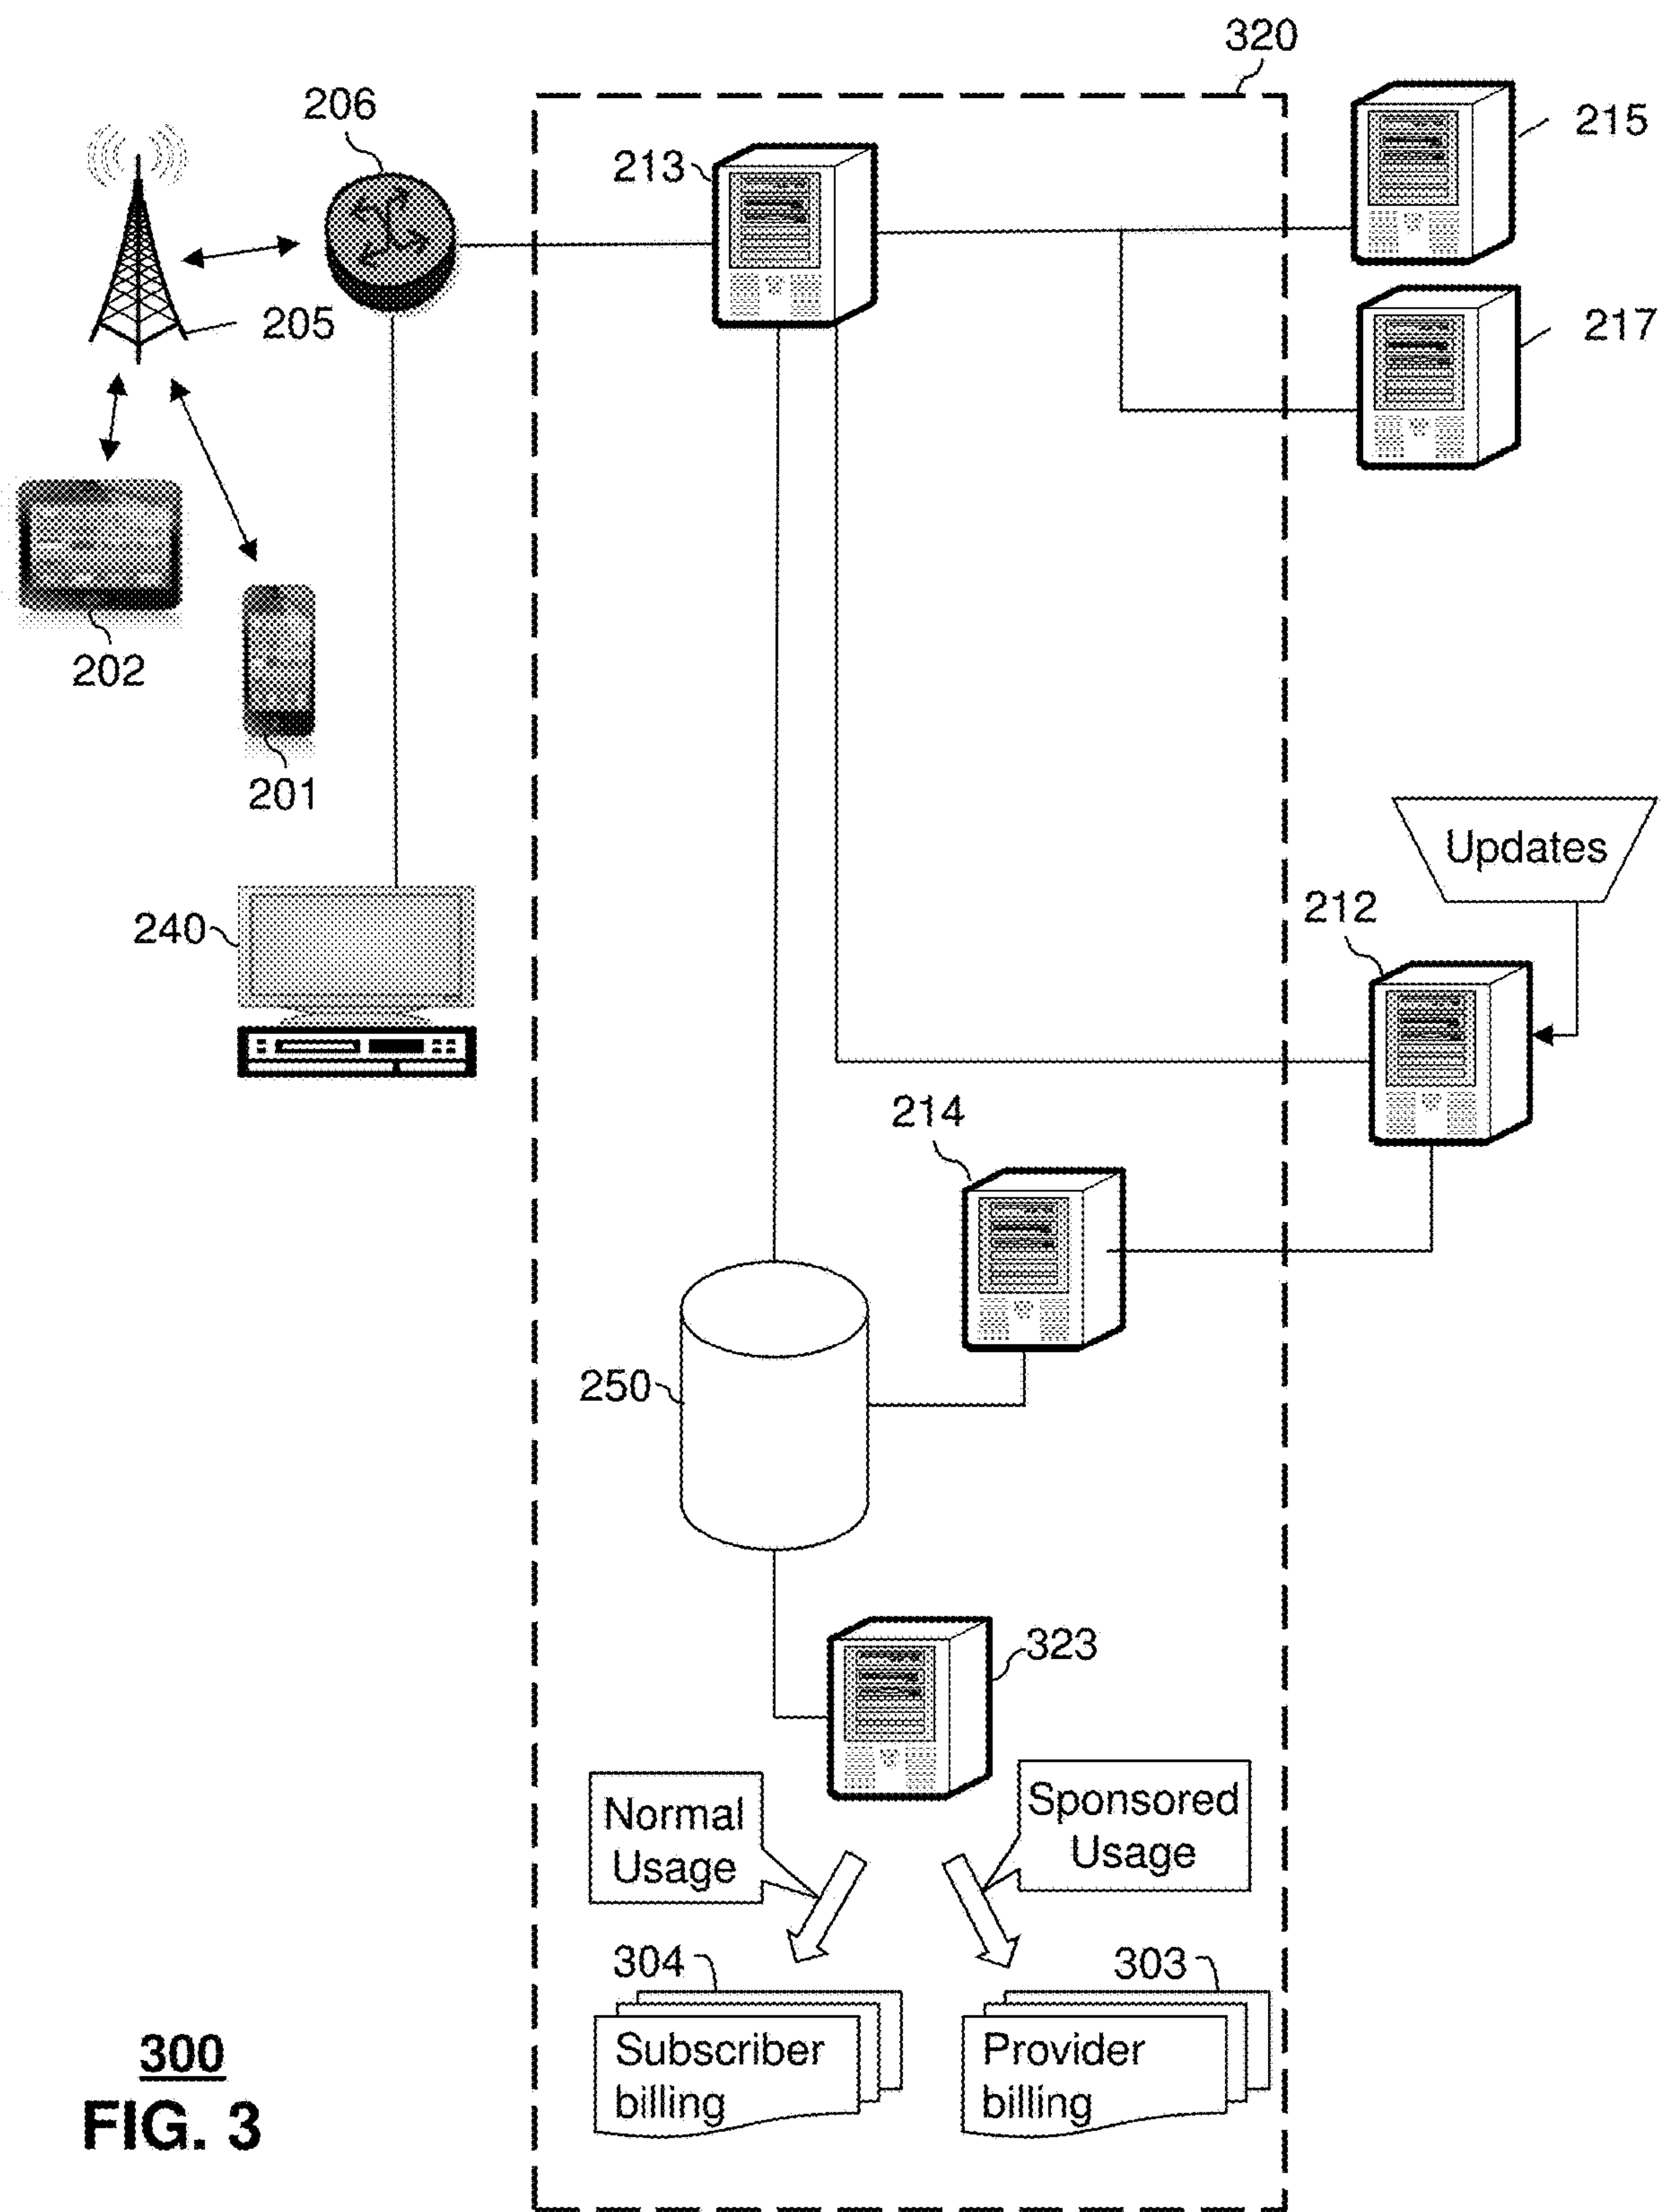 320
206
215
213
205
217
202
201
Updates
212
240
214
250
323
Normal
Usage
Sponsored
Usage
304
303
Subscriber
billing
Provider
billing
300
FIG. 3